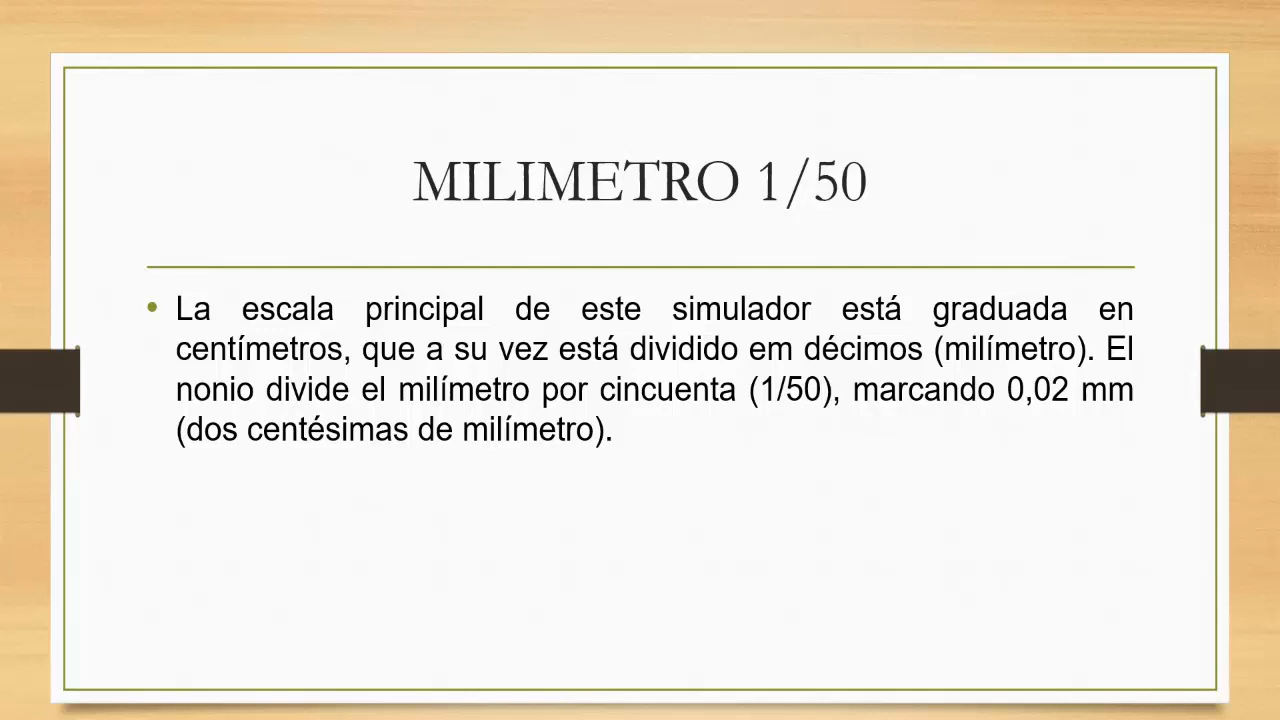 MILIMETRO 1/50
• La escala principal de este simulador está graduada en
centímetros, que a su vez está dividido em décimos (milímetro). El
nonio divide el milímetro por cincuenta (1/50), marcando 0,02 mm
(dos centésimas de milímetro).